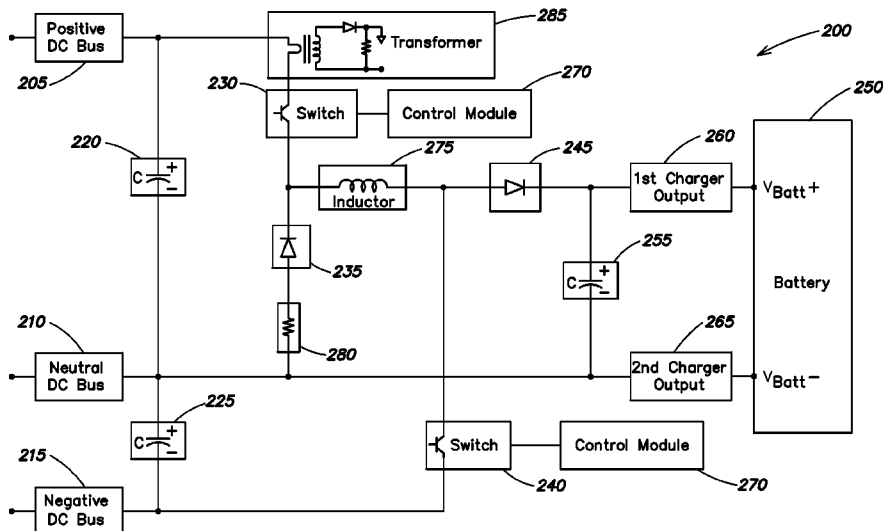 Positive
DC Bus
205
285
Transformer
200
230
270
Switch
Control Module
250
220
C
+
−
275
Inductor
245
260
1st Charger
Output
VBatt+
235
255
C
+
−
Battery
280
210
Neutral
DC Bus
265
2nd Charger
Output
VBatt−
225
C
+
−
Switch
Control Module
240
270
215
Negative
DC Bus